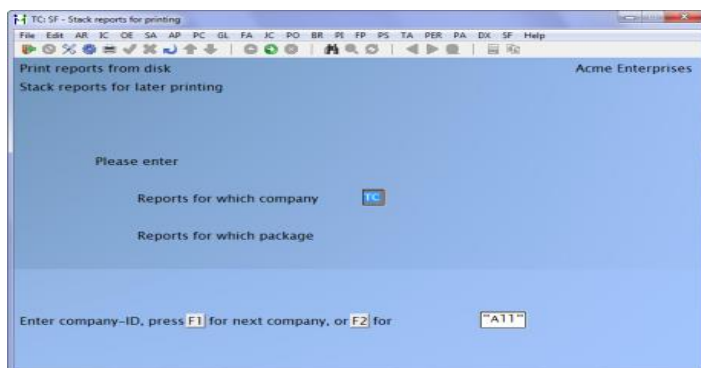 TC: SF - Stack reports for printing
File Edit AR IC OE SA AP PC GL FA JC PO BR PI FP PS TA PER PA DX SF Help
Print reports from disk Acme Enterprises
Stack reports for later printing
Please enter
Reports for which company TC
Reports for which package
Enter company-ID, press F1 for next company, or F2 for "All"